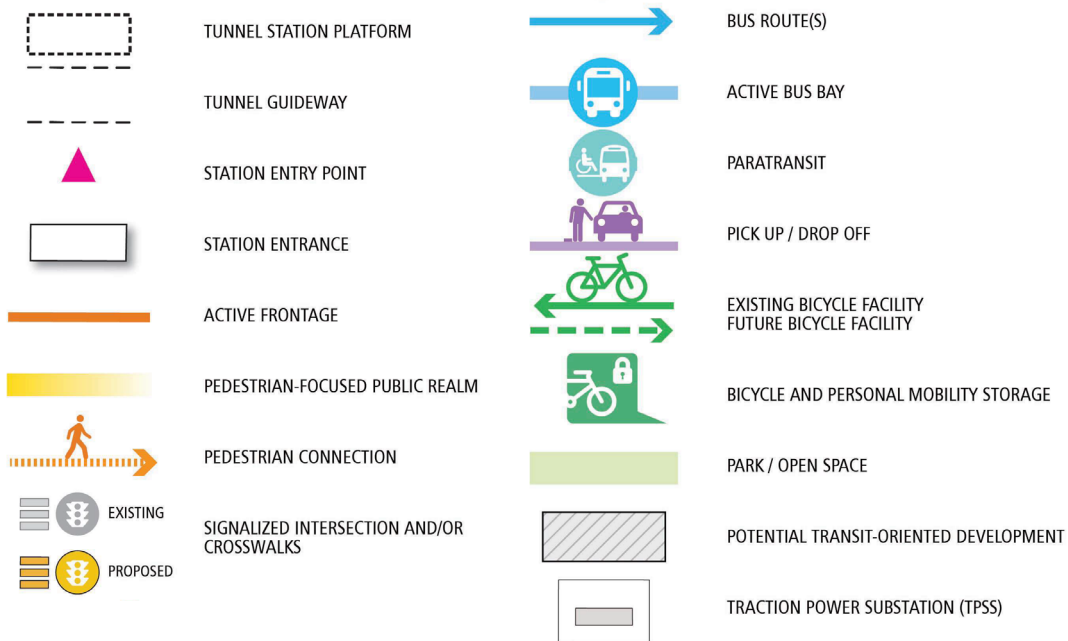 TUNNEL STATION PLATFORM
TUNNEL GUIDEWAY
STATION ENTRY POINT
STATION ENTRANCE
ACTIVE FRONTAGE
PEDESTRIAN-FOCUSED PUBLIC REALM
PEDESTRIAN CONNECTION
EXISTING
SIGNALIZED INTERSECTION AND/OR
CROSSWALKS
PROPOSED
BUS ROUTE(S)
ACTIVE BUS BAY
PARATRANSIT
PICK UP / DROP OFF
EXISTING BICYCLE FACILITY
FUTURE BICYCLE FACILITY
BICYCLE AND PERSONAL MOBILITY STORAGE
PARK / OPEN SPACE
POTENTIAL TRANSIT-ORIENTED DEVELOPMENT
TRACTION POWER SUBSTATION (TPSS)